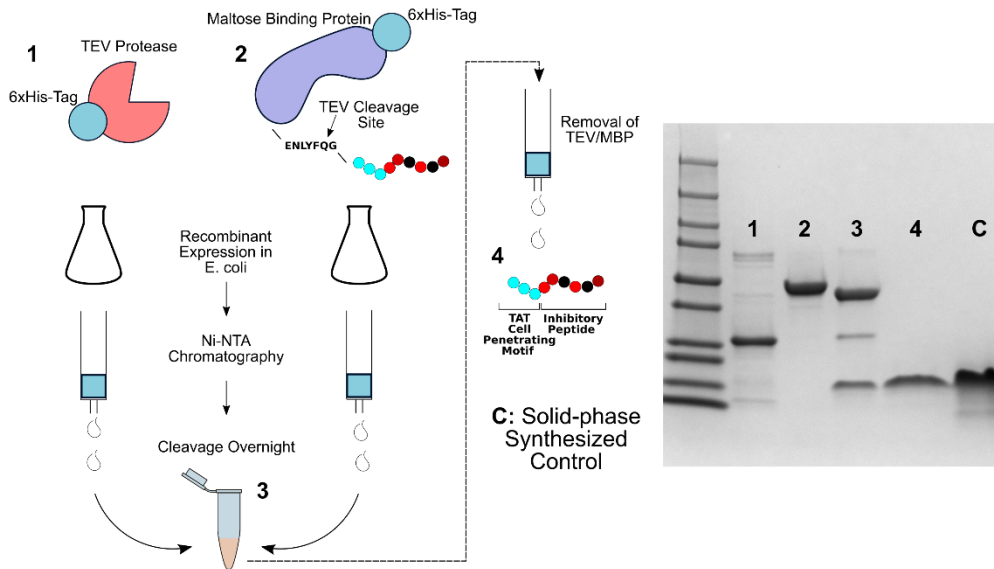 1
TEV Protease
6xHis-Tag
2
Maltose Binding Protein
6xHis-Tag
TEV Cleavage
Site
ENLYFQG
Recombinant
Expression in
E. coli
Ni-NTA
Chromatography
Cleavage Overnight
3
Removal of
TEV/MBP
4
TAT
Cell
Penetrating
Motif
Inhibitory
Peptide
C: Solid-phase
Synthesized
Control
1 2 3 4 C